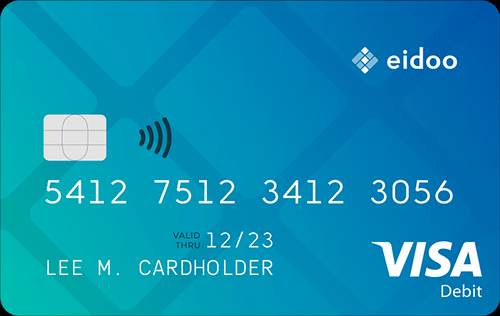 eidoo
5412 7512 3412 3056
VALID THRU 12/23
LEE M. CARDHOLDER
VISA
Debit